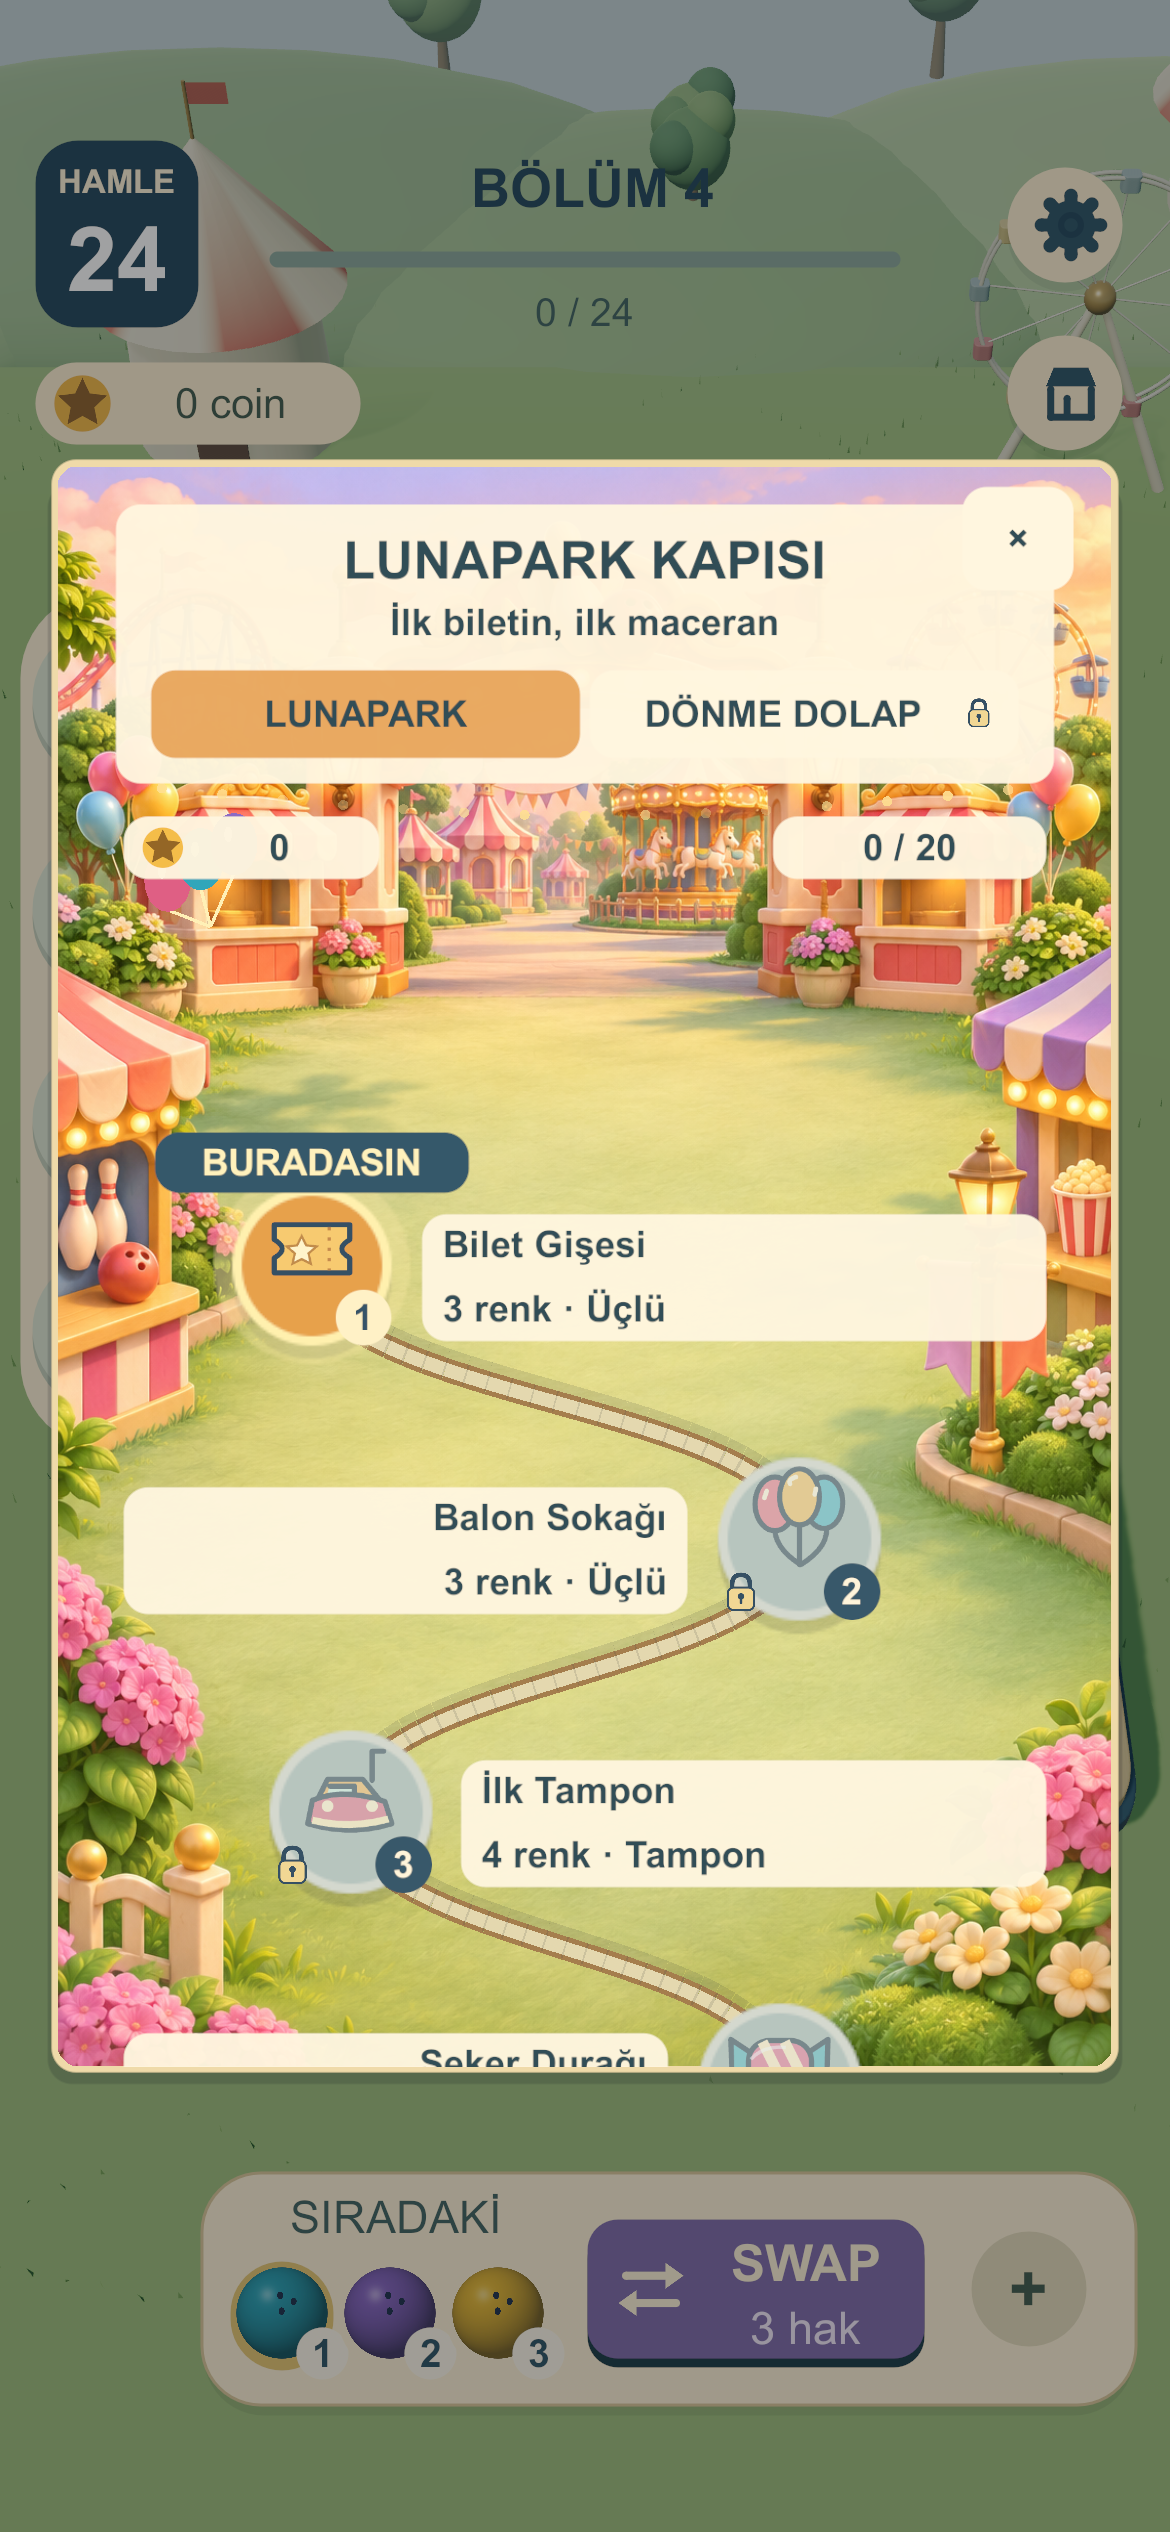 HAMLE
24
BÖLÜM 4
0 / 24
0 coin
LUNAPARK KAPISI
×
İlk biletin, ilk maceran
LUNAPARK
DÖNME DOLAP
0
0 / 20
BURADASIN
Bilet Gişesi
3 renk · Üçlü
1
Balon Sokağı
3 renk · Üçlü
2
İlk Tampon
4 renk · Tampon
3
Şeker Durağı
SIRADAKİ
1
2
3
SWAP
3 hak
+